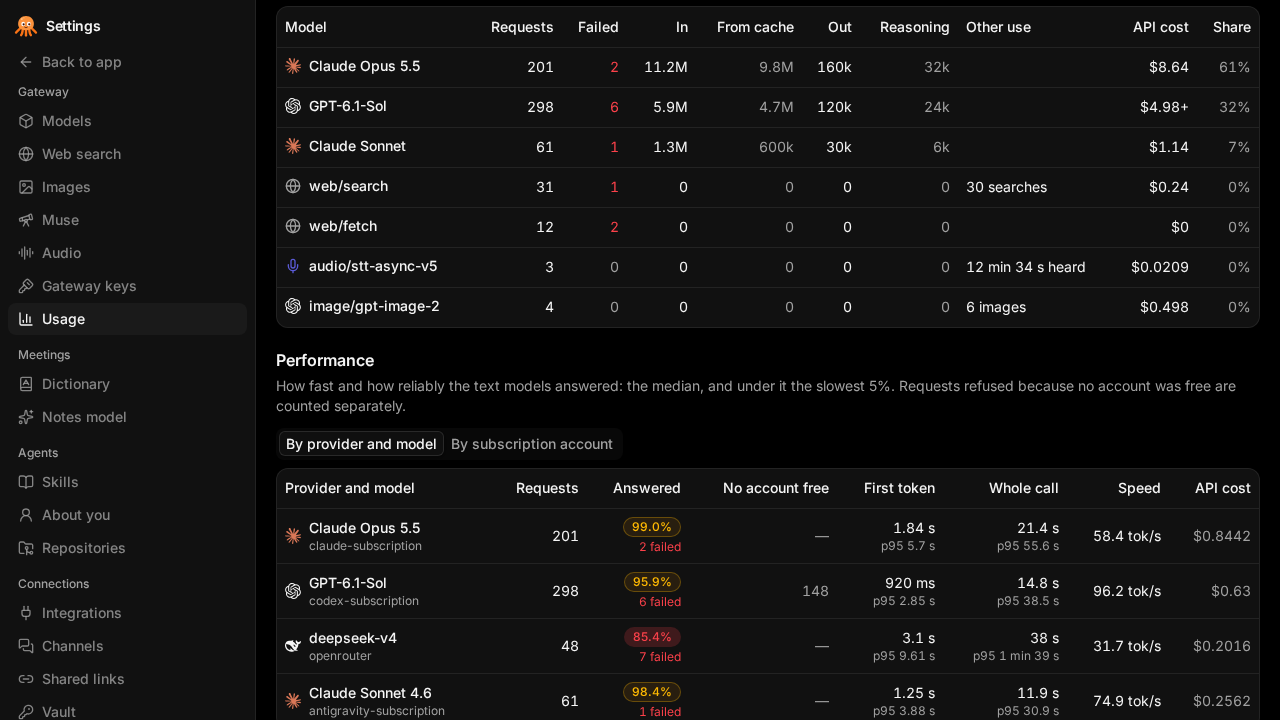 Settings
Back to app
Gateway
Models
Web search
Images
Muse
Audio
Gateway keys
Usage
Meetings
Dictionary
Notes model
Agents
Skills
About you
Repositories
Connections
Integrations
Channels
Shared links
Vault
Model Requests Failed In From cache Out Reasoning Other use API cost Share
Claude Opus 5.5 201 2 11.2M 9.8M 160k 32k $8.64 61%
GPT-6.1-Sol 298 6 5.9M 4.7M 120k 24k $4.98+ 32%
Claude Sonnet 61 1 1.3M 600k 30k 6k $1.14 7%
web/search 31 1 0 0 0 0 30 searches $0.24 0%
web/fetch 12 2 0 0 0 0 $0 0%
audio/stt-async-v5 3 0 0 0 0 0 12 min 34 s heard $0.0209 0%
image/gpt-image-2 4 0 0 0 0 0 6 images $0.498 0%
Performance
How fast and how reliably the text models answered: the median, and under it the slowest 5%. Requests refused because no account was free are
counted separately.
By provider and model By subscription account
Provider and model Requests Answered No account free First token Whole call Speed API cost
Claude Opus 5.5 201 99.0% — 1.84 s 21.4 s 58.4 tok/s $0.8442
claude-subscription 2 failed p95 5.7 s p95 55.6 s
GPT-6.1-Sol 298 95.9% 148 920 ms 14.8 s 96.2 tok/s $0.63
codex-subscription 6 failed p95 2.85 s p95 38.5 s
deepseek-v4 48 85.4% — 3.1 s 38 s 31.7 tok/s $0.2016
openrouter 7 failed p95 9.61 s p95 1 min 39 s
Claude Sonnet 4.6 61 98.4% — 1.25 s 11.9 s 74.9 tok/s $0.2562
antigravity-subscription 1 failed p95 3.88 s p95 30.9 s